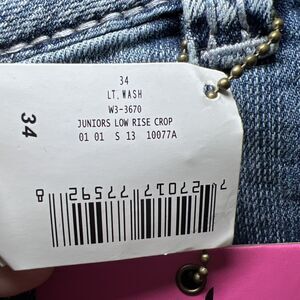 34
LT. WASH
W3-3670
JUNIORS LOW RISE CROP
01 01 S 13 10077A
34
7 27017 77592 8